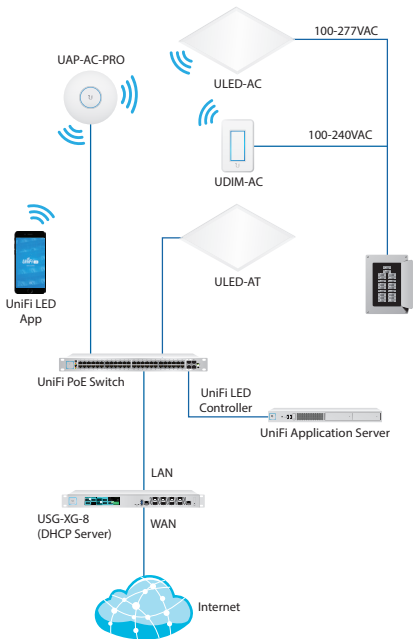 100-277VAC
UAP-AC-PRO
ULED-AC
100-240VAC
UDIM-AC
ULED-AT
UniFi LED
App
UniFi PoE Switch
UniFi LED
Controller
UniFi Application Server
LAN
USG-XG-8
(DHCP Server)
WAN
Internet